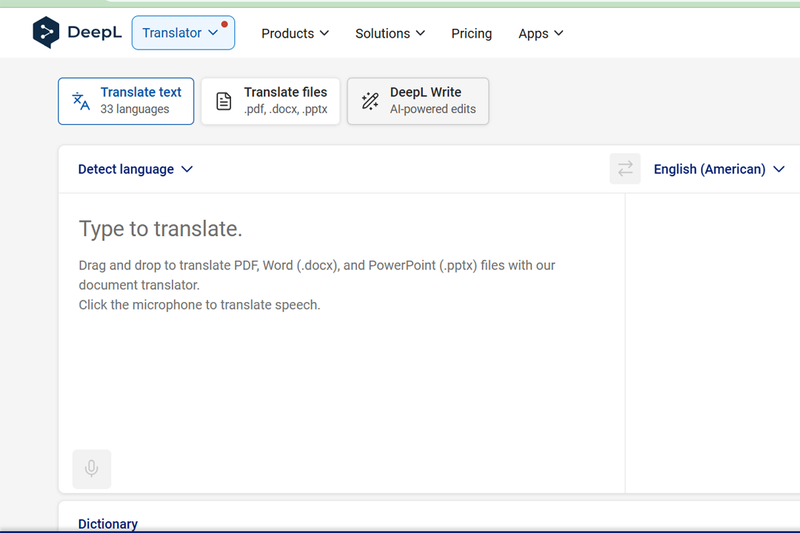 DeepL
Translator
Products
Solutions
Pricing
Apps
Translate text
33 languages
Translate files
.pdf, .docx, .pptx
DeepL Write
AI-powered edits
Detect language
English (American)
Type to translate.
Drag and drop to translate PDF, Word (.docx), and PowerPoint (.pptx) files with our
document translator.
Click the microphone to translate speech.
Dictionary